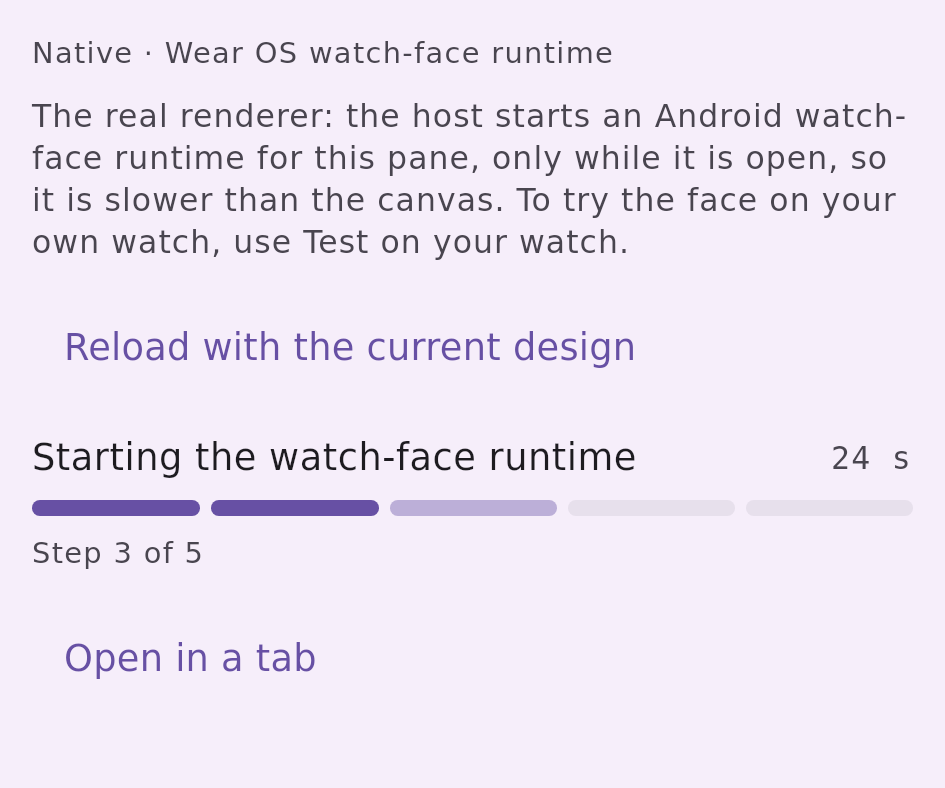 Native · Wear OS watch-face runtime
The real renderer: the host starts an Android watch-
face runtime for this pane, only while it is open, so
it is slower than the canvas. To try the face on your
own watch, use Test on your watch.
Reload with the current design
Starting the watch-face runtime 24 s
Step 3 of 5
Open in a tab